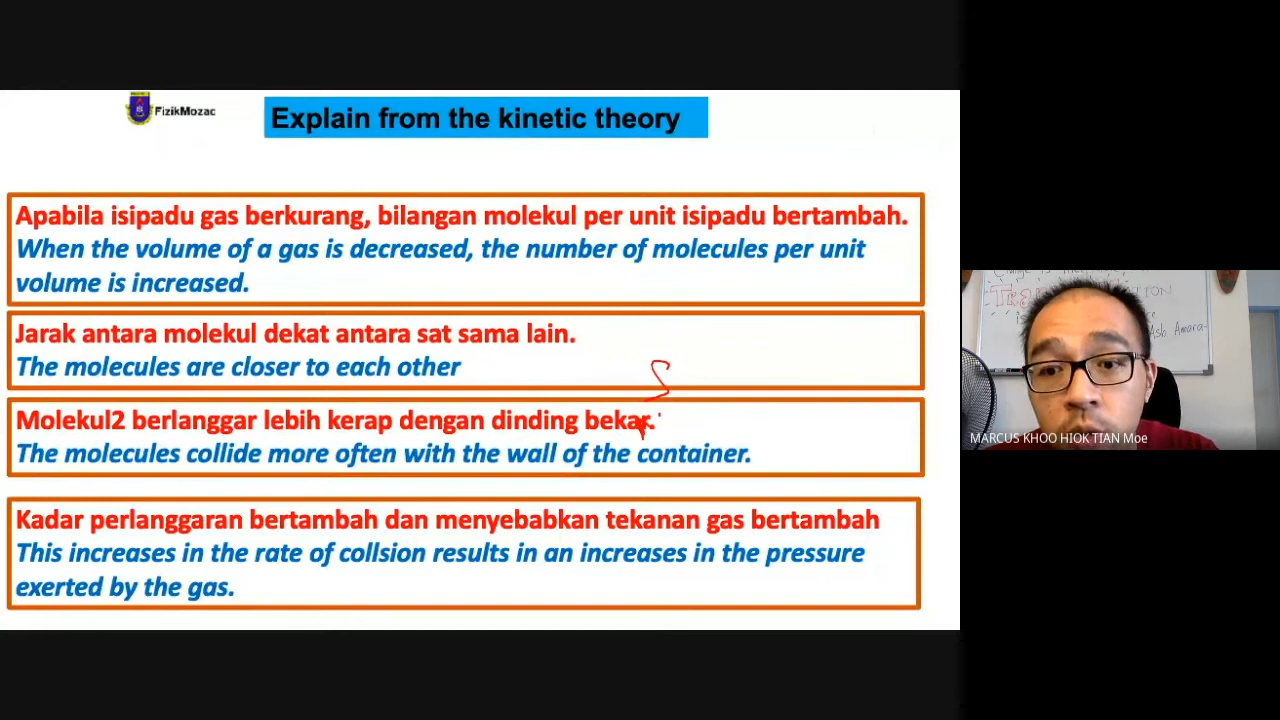 FizikMozac
Explain from the kinetic theory
Apabila isipadu gas berkurang, bilangan molekul per unit isipadu bertambah.
When the volume of a gas is decreased, the number of molecules per unit
volume is increased.
Jarak antara molekul dekat antara sat sama lain.
The molecules are closer to each other
Molekul2 berlanggar lebih kerap dengan dinding bekar.
The molecules collide more often with the wall of the container.
Kadar perlanggaran bertambah dan menyebabkan tekanan gas bertambah
This increases in the rate of collsion results in an increases in the pressure
exerted by the gas.
Ash Amara-
MARCUS KHOO HIOK TIAN Moe